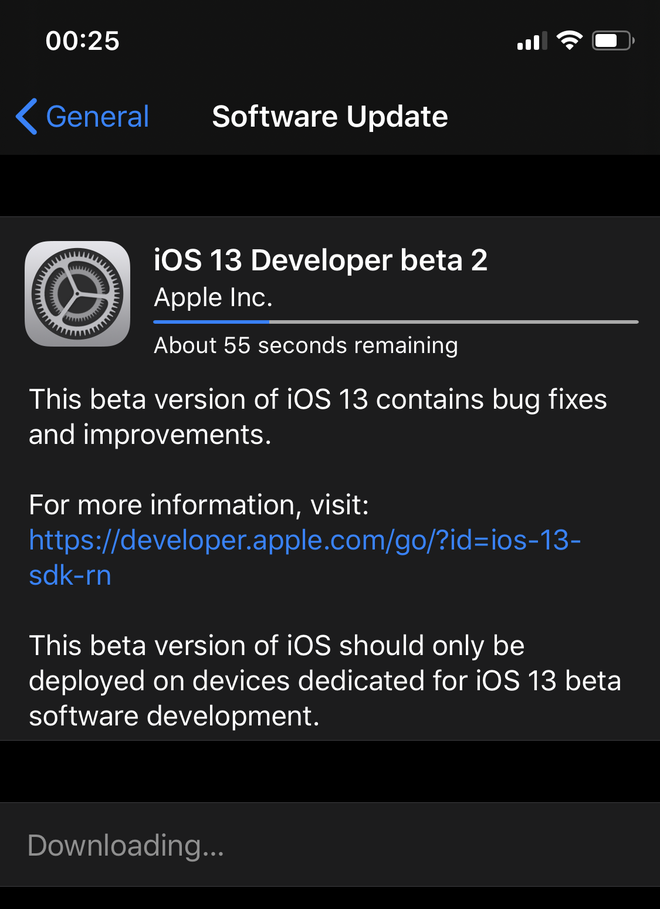 00:25
General
Software Update
iOS 13 Developer beta 2
Apple Inc.
About 55 seconds remaining
This beta version of iOS 13 contains bug fixes
and improvements.
For more information, visit:
https://developer.apple.com/go/?id=ios-13-
sdk-rn
This beta version of iOS should only be
deployed on devices dedicated for iOS 13 beta
software development.
Downloading...